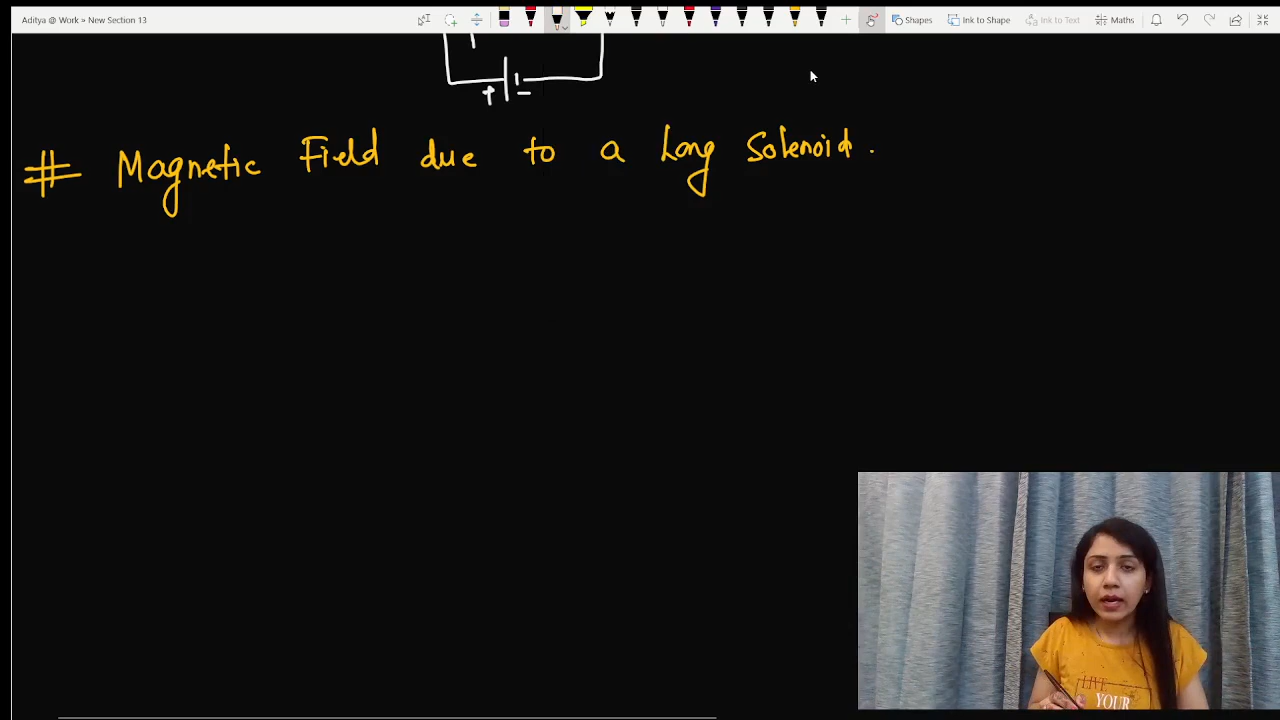 Aditya @ Work » New Section 13
Shapes
Ink to Shape
Ink to Text
Maths
+ -
# Magnetic Field due to a Long Solenoid.
YOUR